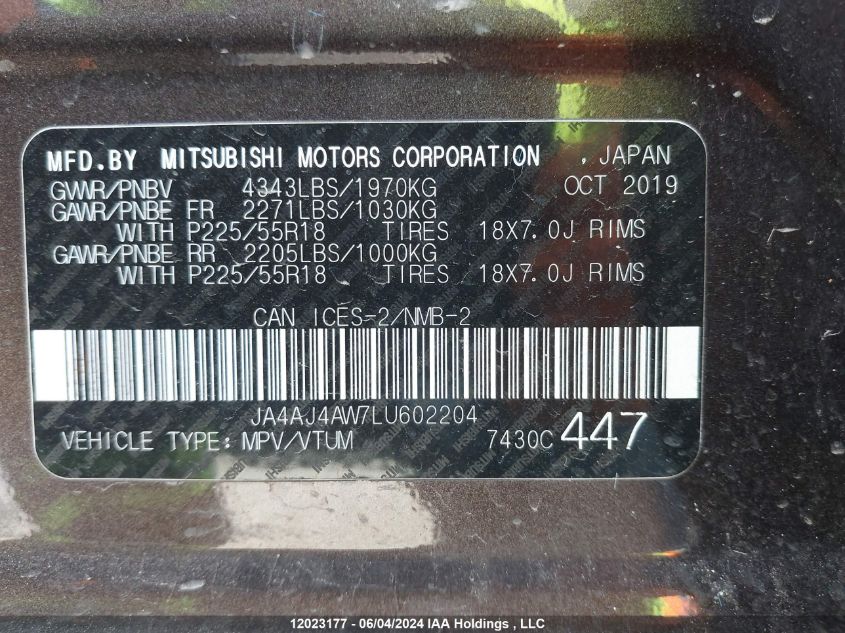 MFD.BY MITSUBISHI MOTORS CORPORATION , JAPAN
GVWR/PNBV 4343LBS/1970KG OCT 2019
GAWR/PNBE FR 2271LBS/1030KG
WITH P225/55R18 TIRES 18X7.0J RIMS
GAWR/PNBE RR 2205LBS/1000KG
WITH P225/55R18 TIRES 18X7.0J RIMS
CAN ICES-2/NMB-2
JA4AJ4AW7LU602204
VEHICLE TYPE:MPV/VTUM 7430C 447
12023177 - 06/04/2024 IAA Holdings , LLC